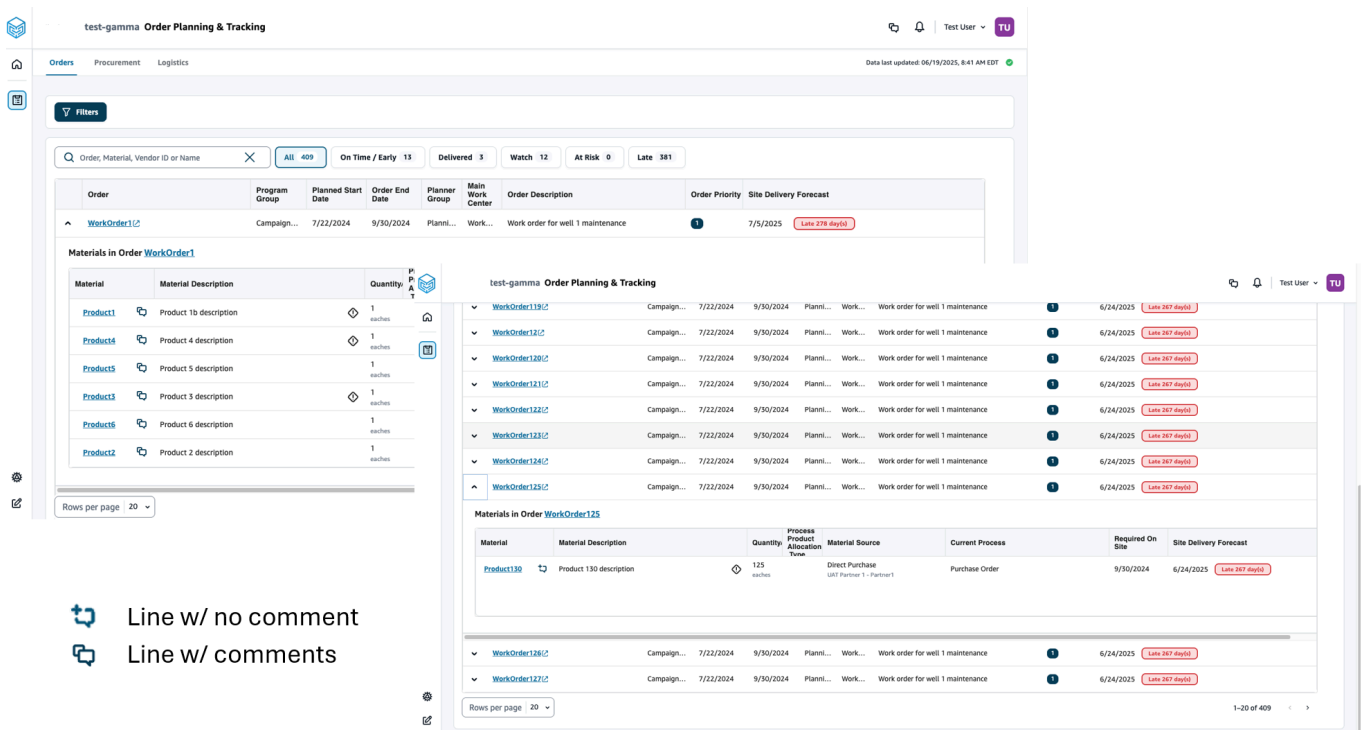 test-gamma Order Planning & Tracking
Test User
TU
Orders Procurement Logistics
Data last updated: 06/19/2025, 8:41 AM EDT
Filters
Order, Material, Vendor ID or Name
All 409
On Time / Early 13
Delivered 3
Watch 12
At Risk 0
Late 381
Order Program Group Planned Start Date Order End Date Planner Group Main Work Center Order Description Order Priority Site Delivery Forecast
WorkOrder1 Campaign... 7/22/2024 9/30/2024 Planni... Work... Work order for well 1 maintenance 1 7/5/2025 Late 278 day(s)
Materials in Order WorkOrder1
Material Material Description Quantity
Product1 Product 1b description 1 eaches
Product4 Product 4 description 1 eaches
Product5 Product 5 description 1 eaches
Product3 Product 3 description 1 eaches
Product6 Product 6 description 1 eaches
Product2 Product 2 description 1 eaches
Rows per page 20
test-gamma Order Planning & Tracking
Test User
TU
WorkOrder119 Campaign... 7/22/2024 9/30/2024 Planni... Work... Work order for well 1 maintenance 1 6/24/2025 Late 267 day(s)
WorkOrder12 Campaign... 7/22/2024 9/30/2024 Planni... Work... Work order for well 1 maintenance 1 6/24/2025 Late 267 day(s)
WorkOrder120 Campaign... 7/22/2024 9/30/2024 Planni... Work... Work order for well 1 maintenance 1 6/24/2025 Late 267 day(s)
WorkOrder121 Campaign... 7/22/2024 9/30/2024 Planni... Work... Work order for well 1 maintenance 1 6/24/2025 Late 267 day(s)
WorkOrder122 Campaign... 7/22/2024 9/30/2024 Planni... Work... Work order for well 1 maintenance 1 6/24/2025 Late 267 day(s)
WorkOrder123 Campaign... 7/22/2024 9/30/2024 Planni... Work... Work order for well 1 maintenance 1 6/24/2025 Late 267 day(s)
WorkOrder124 Campaign... 7/22/2024 9/30/2024 Planni... Work... Work order for well 1 maintenance 1 6/24/2025 Late 267 day(s)
WorkOrder125 Campaign... 7/22/2024 9/30/2024 Planni... Work... Work order for well 1 maintenance 1 6/24/2025 Late 267 day(s)
Materials in Order WorkOrder125
Material Material Description Quantity Process Product Allocation Type Material Source Current Process Required On Site Site Delivery Forecast
Product130 Product 130 description 125 eaches Direct Purchase UAT Partner 1 - Partner1 Purchase Order 9/30/2024 6/24/2025 Late 267 day(s)
WorkOrder126 Campaign... 7/22/2024 9/30/2024 Planni... Work... Work order for well 1 maintenance 1 6/24/2025 Late 267 day(s)
WorkOrder127 Campaign... 7/22/2024 9/30/2024 Planni... Work... Work order for well 1 maintenance 1 6/24/2025 Late 267 day(s)
Rows per page 20
1–20 of 409
Line w/ no comment
Line w/ comments